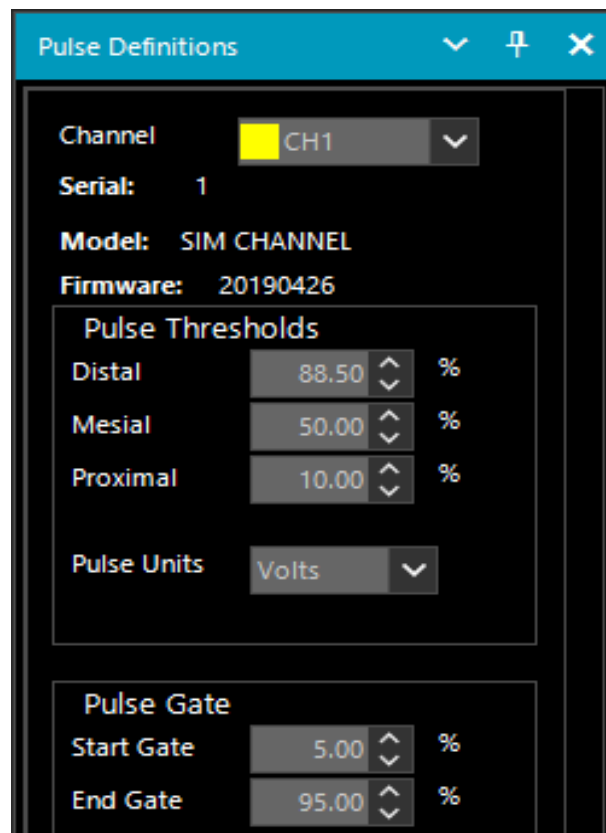 Pulse Definitions
Channel CH1
Serial: 1
Model: SIM CHANNEL
Firmware: 20190426
Pulse Thresholds
Distal 88.50 %
Mesial 50.00 %
Proximal 10.00 %
Pulse Units Volts
Pulse Gate
Start Gate 5.00 %
End Gate 95.00 %